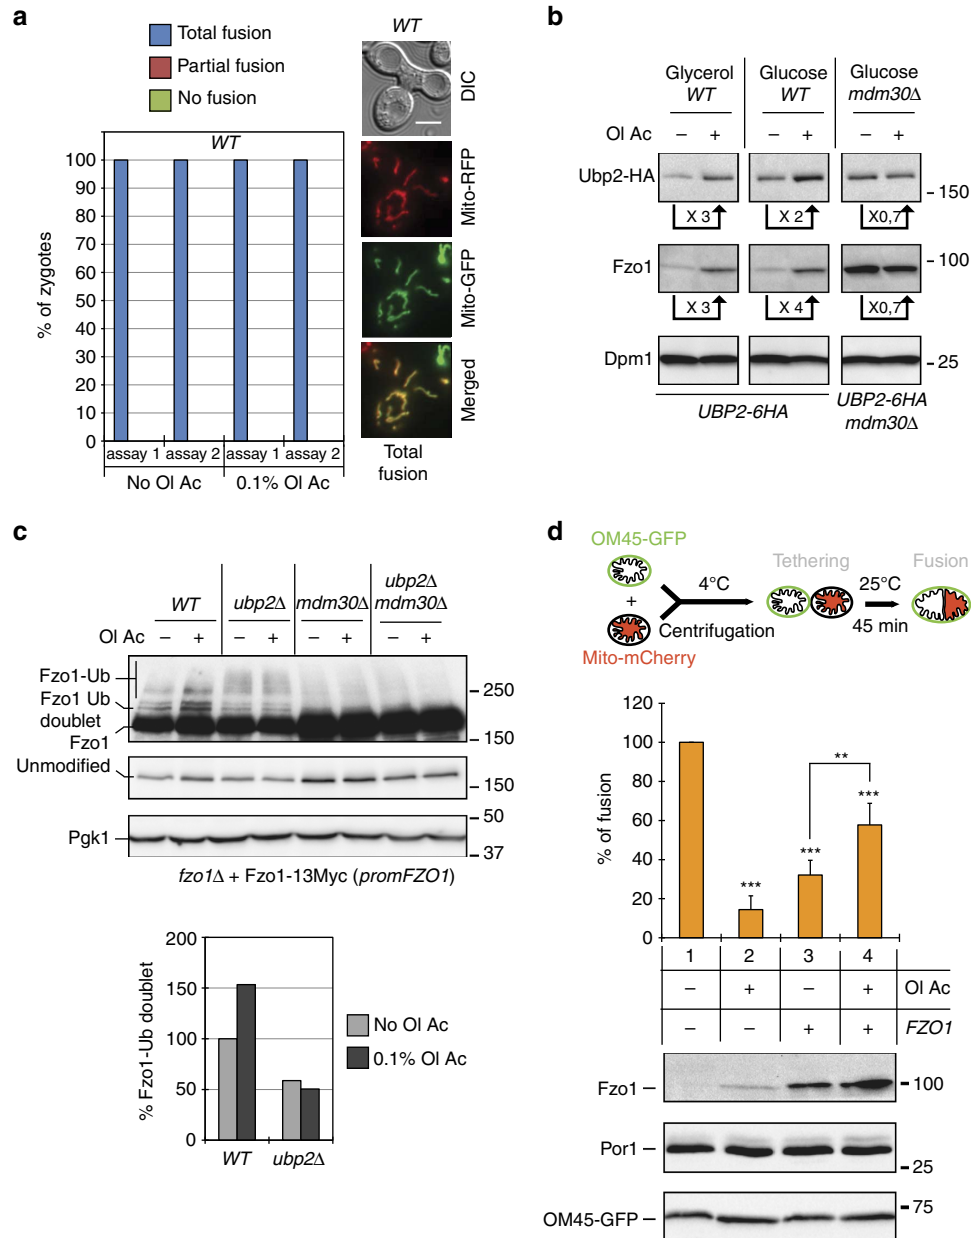 a
Total fusion
Partial fusion
No fusion
WT
% of zygotes
100
90
80
70
60
50
40
30
20
10
0
assay 1 assay 2 assay 1 assay 2
No Ol Ac 0.1% Ol Ac
WT
DIC
Mito-RFP
Mito-GFP
Merged
Total
fusion
b
Glycerol Glucose Glucose
WT WT mdm30Δ
Ol Ac – + – + – +
Ubp2-HA
- 150
X 3 X 2 X0,7
Fzo1
- 100
X 3 X 4 X0,7
Dpm1
- 25
UBP2-6HA UBP2-6HA
mdm30Δ
c
WT ubp2Δ mdm30Δ ubp2Δ
mdm30Δ
Ol Ac – + – + – + – +
Fzo1-Ub
Fzo1 Ub
doublet
Fzo1
- 250
- 150
Unmodified
- 150
Pgk1
- 50
- 37
fzo1Δ + Fzo1-13Myc (promFZO1)
% Fzo1-Ub doublet
200
150
100
50
0
WT ubp2Δ
No Ol Ac
0.1% Ol Ac
d
OM45-GFP
+
Mito-mCherry
4°C
Centrifugation
Tethering
25°C
45 min
Fusion
% of fusion
120
100
80
60
40
20
0
***
***
**
***
1 2 3 4
– + – + Ol Ac
– – + + FZO1
Fzo1 –
- 100
Por1 –
- 25
OM45-GFP –
- 75